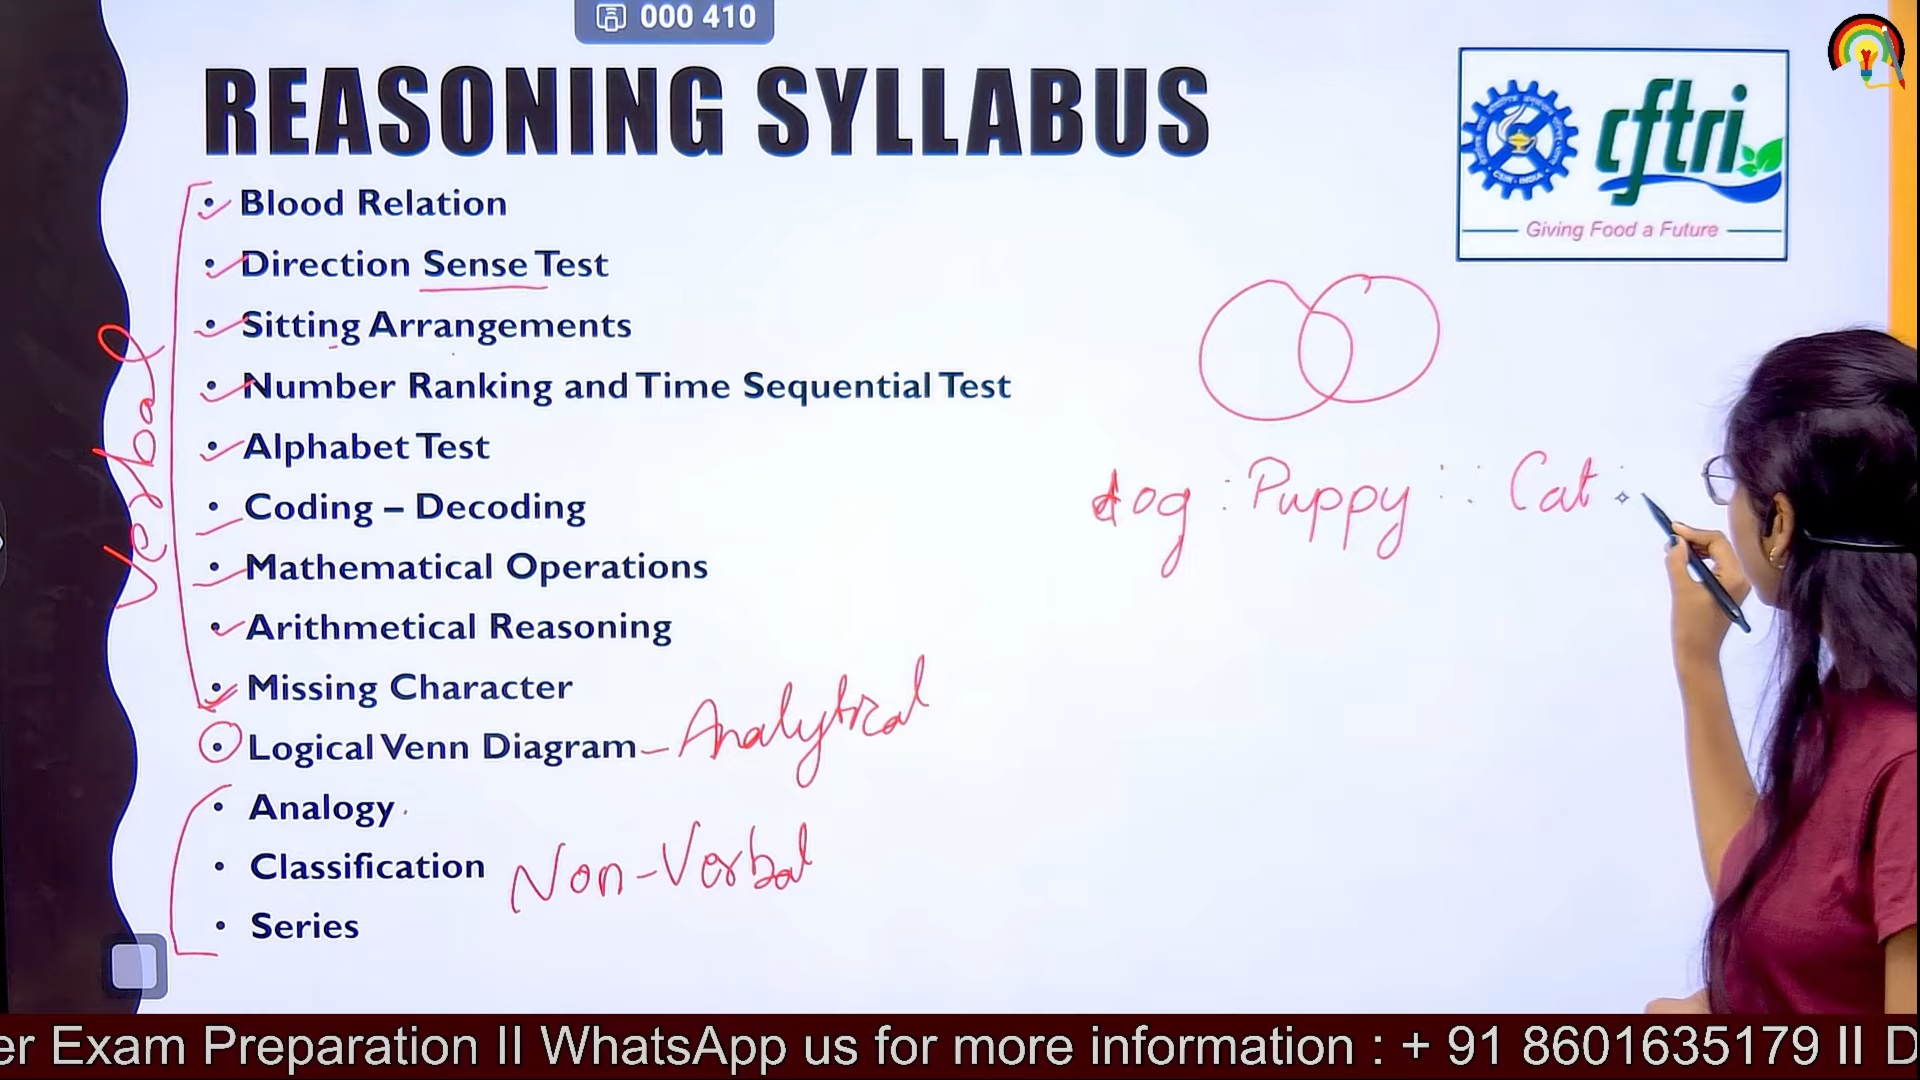 000 410
REASONING SYLLABUS
• Blood Relation
• Direction Sense Test
• Sitting Arrangements
• Number Ranking and Time Sequential Test
• Alphabet Test
• Coding – Decoding
• Mathematical Operations
• Arithmetical Reasoning
• Missing Character
• Logical Venn Diagram – Analytical
• Analogy
• Classification
• Series
Verbal
Non-Verbal
cftri
CSIR - INDIA
Giving Food a Future
dog : Puppy :: Cat :
er Exam Preparation II WhatsApp us for more information : + 91 8601635179 II D